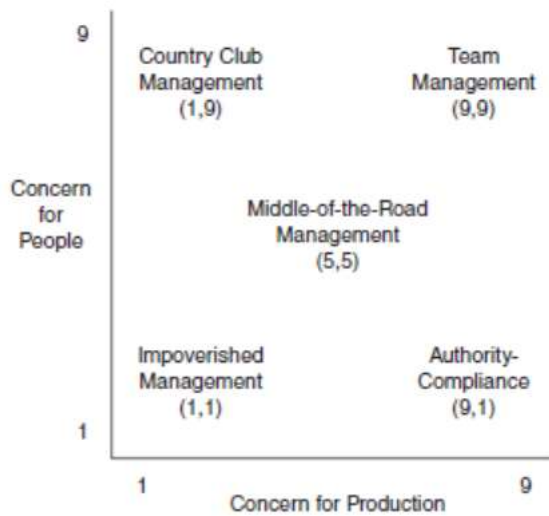 9
Country Club
Management
(1,9)
Team
Management
(9,9)
Concern
for
People
Middle-of-the-Road
Management
(5,5)
Impoverished
Management
(1,1)
Authority-
Compliance
(9,1)
1
1
9
Concern for Production